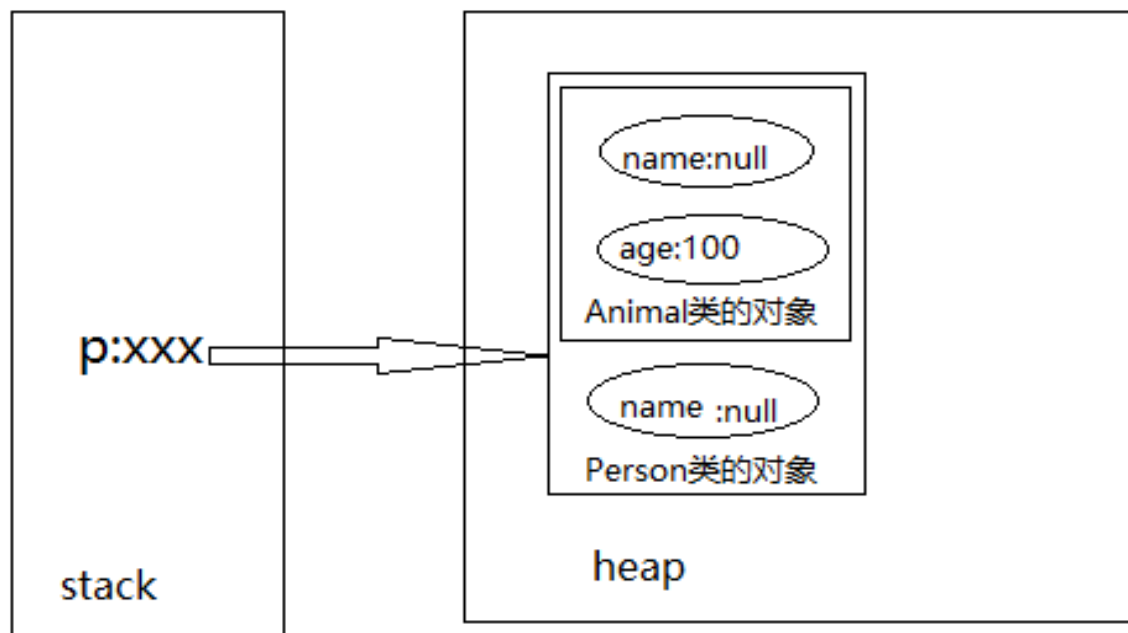 p:xxx
stack
name:null
age:100
Animal类的对象
name :null
Person类的对象
heap